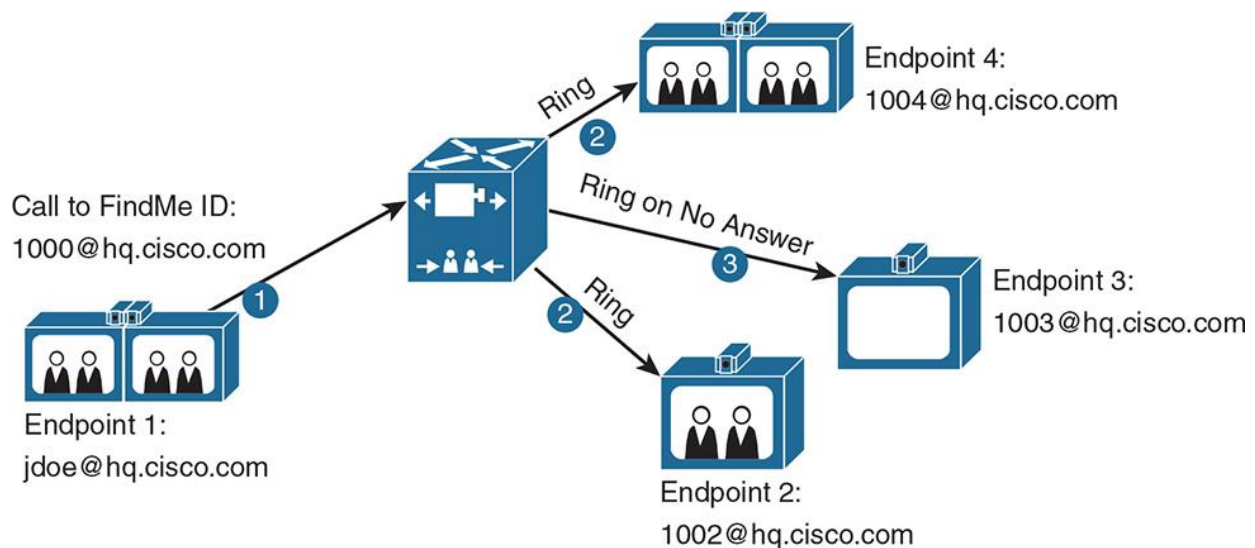 Call to FindMe ID:
1000@hq.cisco.com
1
Endpoint 1:
jdoe@hq.cisco.com
Ring
2
Endpoint 4:
1004@hq.cisco.com
Ring on No Answer
3
Endpoint 3:
1003@hq.cisco.com
Ring
2
Endpoint 2:
1002@hq.cisco.com